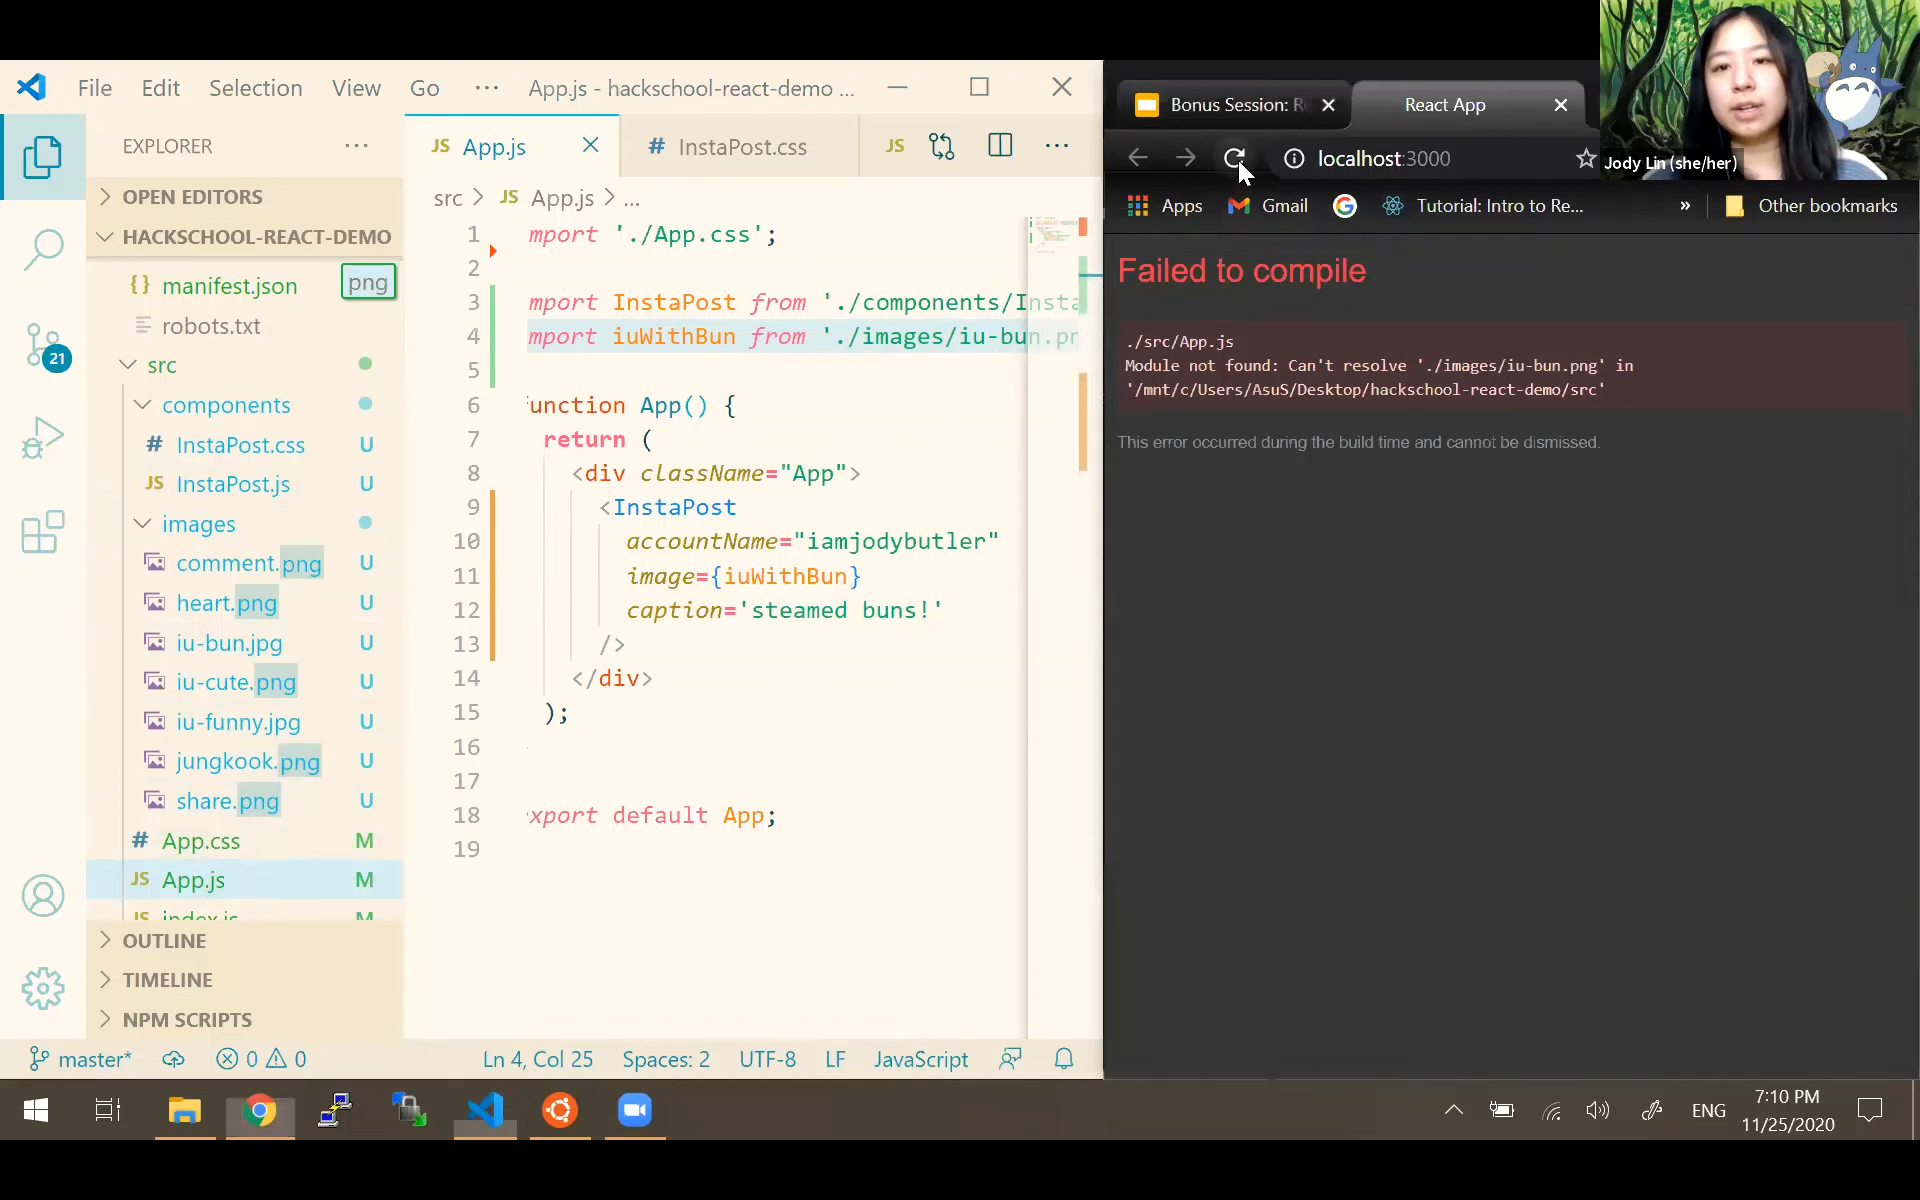 File Edit Selection View Go ··· App.js - hackschool-react-demo ...
EXPLORER ···
OPEN EDITORS
HACKSCHOOL-REACT-DEMO
{} manifest.json
png
robots.txt
src
components
# InstaPost.css U
JS InstaPost.js U
images
comment.png U
heart.png U
iu-bun.jpg U
iu-cute.png U
iu-funny.jpg U
jungkook.png U
share.png U
# App.css M
JS App.js M
JS index.js M
OUTLINE
TIMELINE
NPM SCRIPTS
21
JS App.js # InstaPost.css JS ···
src > JS App.js > ...
1 mport './App.css';
2
3 mport InstaPost from './components/Insta
4 mport iuWithBun from './images/iu-bun.pn
5
6 unction App() {
7 return (
8 <div className="App">
9 <InstaPost
10 accountName="iamjodybutler"
11 image={iuWithBun}
12 caption='steamed buns!'
13 />
14 </div>
15 );
16
17
18 xport default App;
19
master* 0 0 Ln 4, Col 25 Spaces: 2 UTF-8 LF JavaScript
Bonus Session: R React App
localhost:3000
Apps Gmail Tutorial: Intro to Re... » Other bookmarks
Failed to compile
./src/App.js
Module not found: Can't resolve './images/iu-bun.png' in
'/mnt/c/Users/AsuS/Desktop/hackschool-react-demo/src'
This error occurred during the build time and cannot be dismissed.
Jody Lin (she/her)
ENG
7:10 PM
11/25/2020